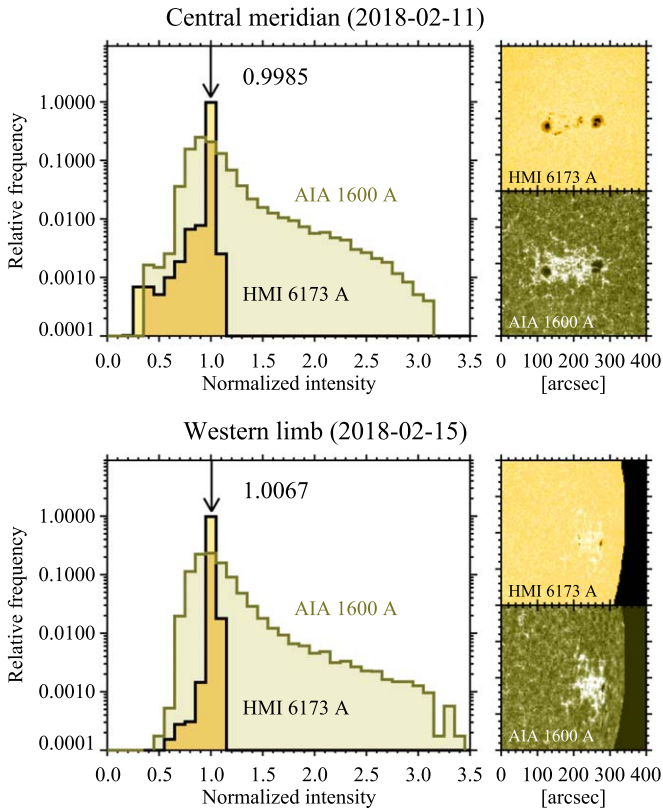 Central meridian (2018-02-11)
0.9985
1.0000
0.1000
0.0100
0.0010
0.0001
Relative frequency
AIA 1600 A
HMI 6173 A
0.0 0.5 1.0 1.5 2.0 2.5 3.0 3.5
Normalized intensity
HMI 6173 A
AIA 1600 A
0 100 200 300 400
[arcsec]
Western limb (2018-02-15)
1.0067
1.0000
0.1000
0.0100
0.0010
0.0001
Relative frequency
AIA 1600 A
HMI 6173 A
0.0 0.5 1.0 1.5 2.0 2.5 3.0 3.5
Normalized intensity
HMI 6173 A
AIA 1600 A
0 100 200 300 400
[arcsec]